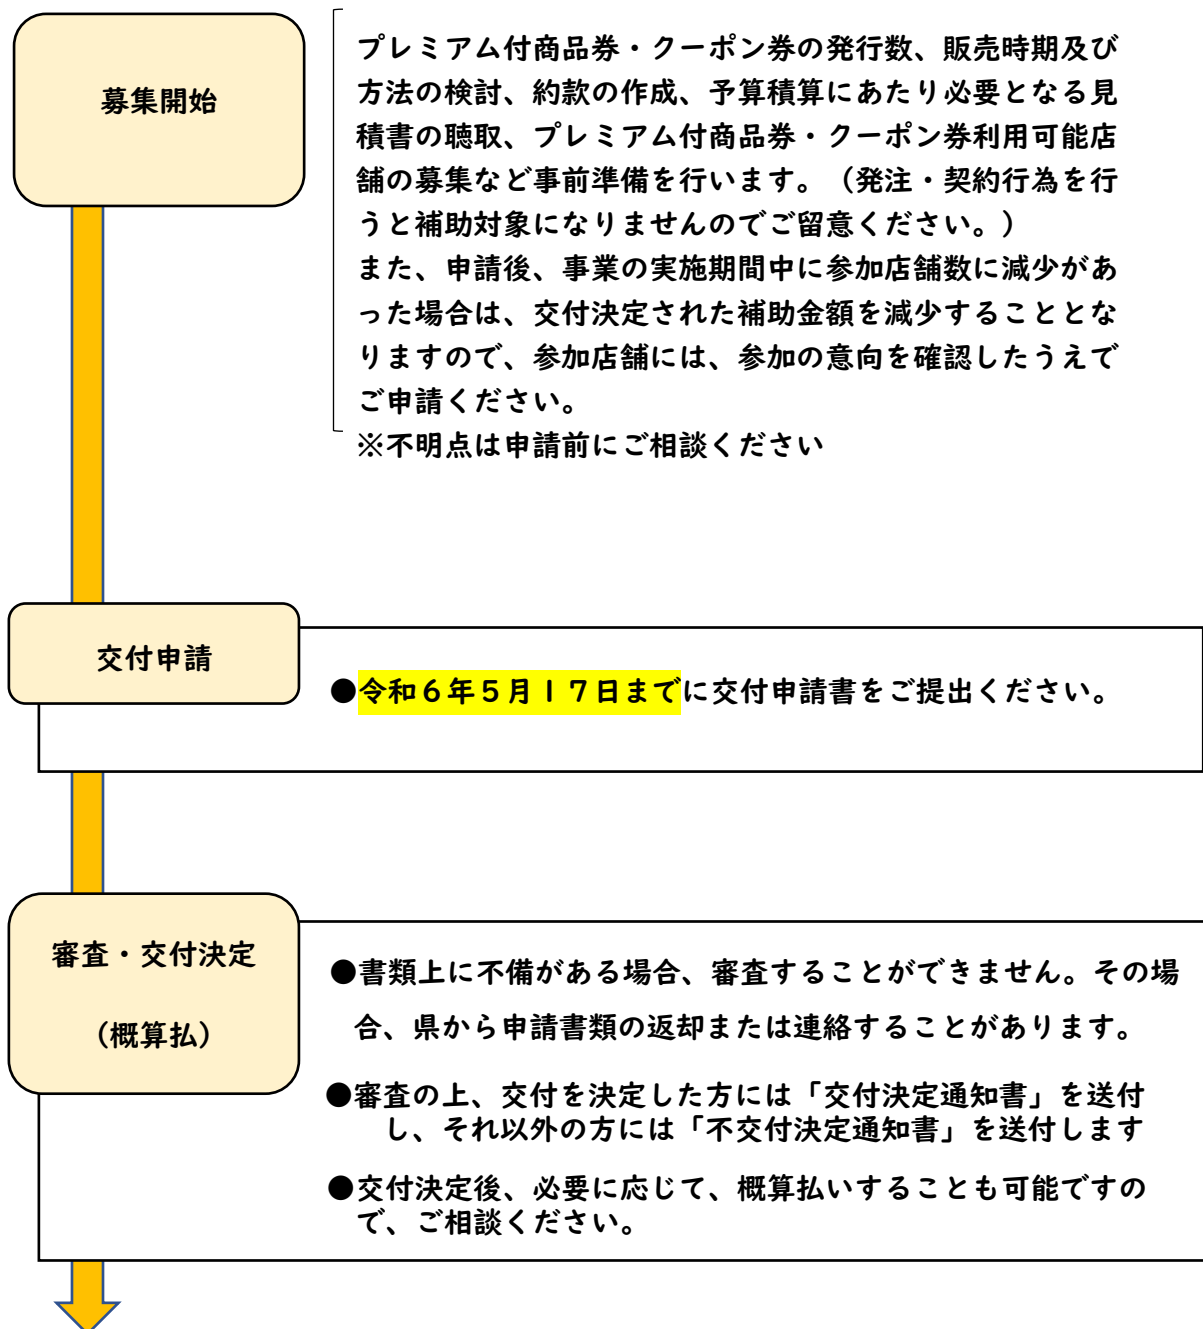 募集開始
プレミアム付商品券・クーポン券の発行数、販売時期及び
方法の検討、約款の作成、予算積算にあたり必要となる見
積書の聴取、プレミアム付商品券・クーポン券利用可能店
舗の募集など事前準備を行います。（発注・契約行為を行
うと補助対象になりませんのでご留意ください。）
また、申請後、事業の実施期間中に参加店舗数に減少があ
った場合は、交付決定された補助金額を減少することとな
りますので、参加店舗には、参加の意向を確認したうえで
ご申請ください。
※不明点は申請前にご相談ください
交付申請
●令和６年５月１７日までに交付申請書をご提出ください。
審査・交付決定
（概算払）
●書類上に不備がある場合、審査することができません。その場
合、県から申請書類の返却または連絡することがあります。
●審査の上、交付を決定した方には「交付決定通知書」を送付
し、それ以外の方には「不交付決定通知書」を送付します
●交付決定後、必要に応じて、概算払いすることも可能ですの
で、ご相談ください。